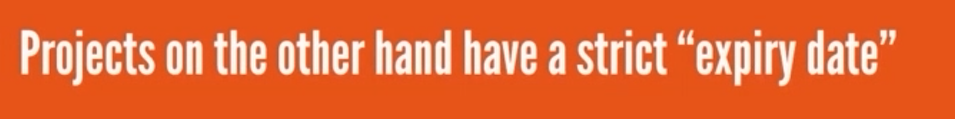 Projects on the other hand have a strict “expiry date”